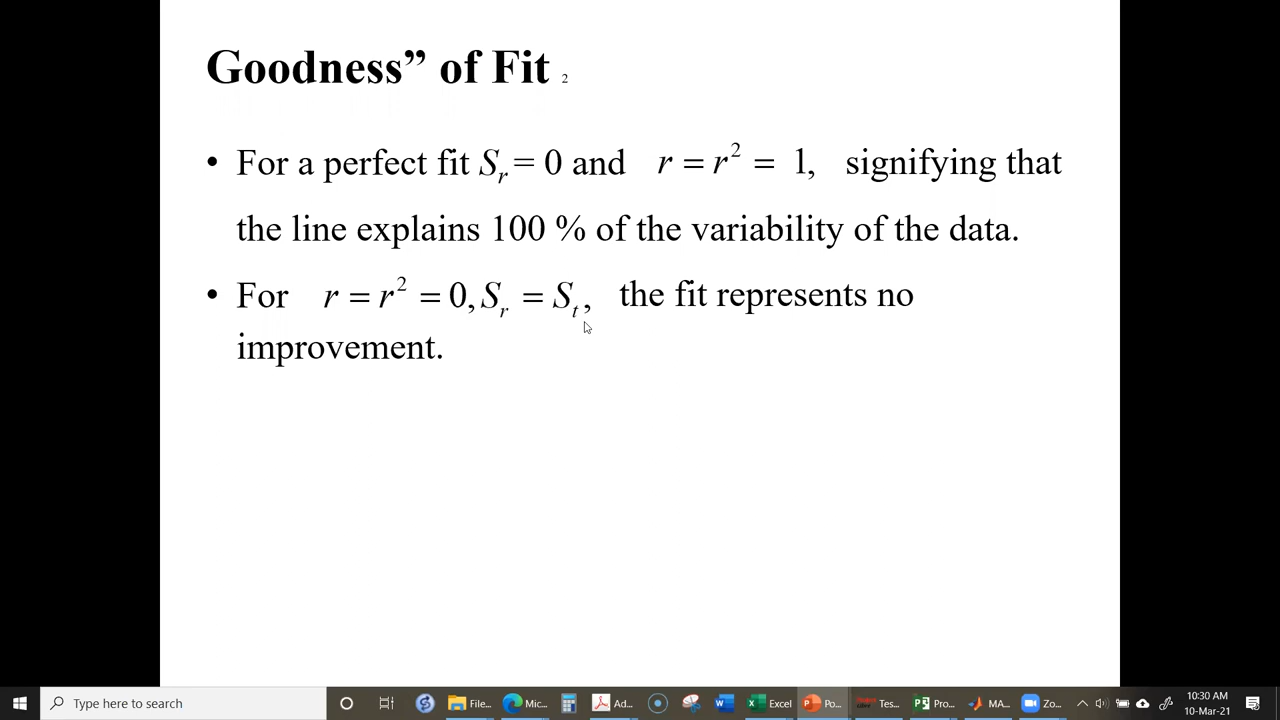 Goodness” of Fit 2
• For a perfect fit Sᵣ = 0 and r = r² = 1, signifying that
the line explains 100 % of the variability of the data.
• For r = r² = 0, Sᵣ = Sₜ, the fit represents no
improvement.
Type here to search
File...
Mic...
Ad...
Excel
Po...
Tes...
Pro...
MA...
Zo...
10:30 AM
10-Mar-21